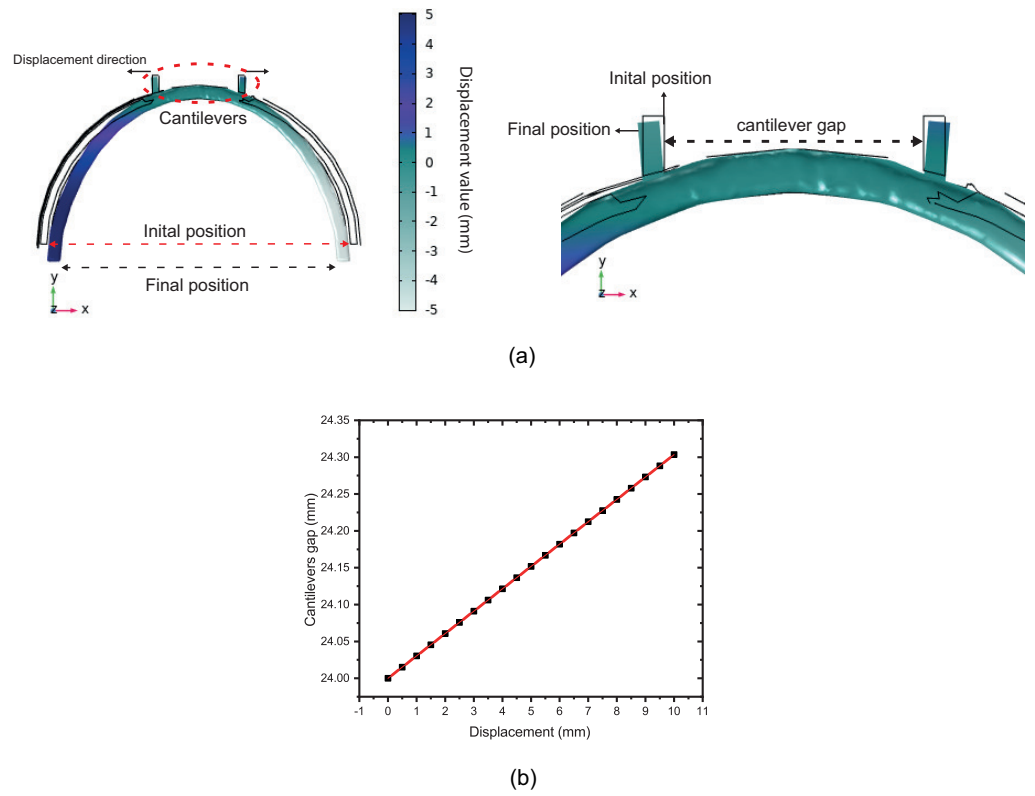 Displacement direction
Cantilevers
Inital position
Final position
y
z
x
5
4
3
2
1
0
-1
-2
-3
-4
-5
Displacement value (mm)
Inital position
Final position
cantilever gap
y
z
x
(a)
24.35
24.30
24.25
24.20
24.15
24.10
24.05
24.00
Cantilevers gap (mm)
-1 0 1 2 3 4 5 6 7 8 9 10 11
Displacement (mm)
(b)